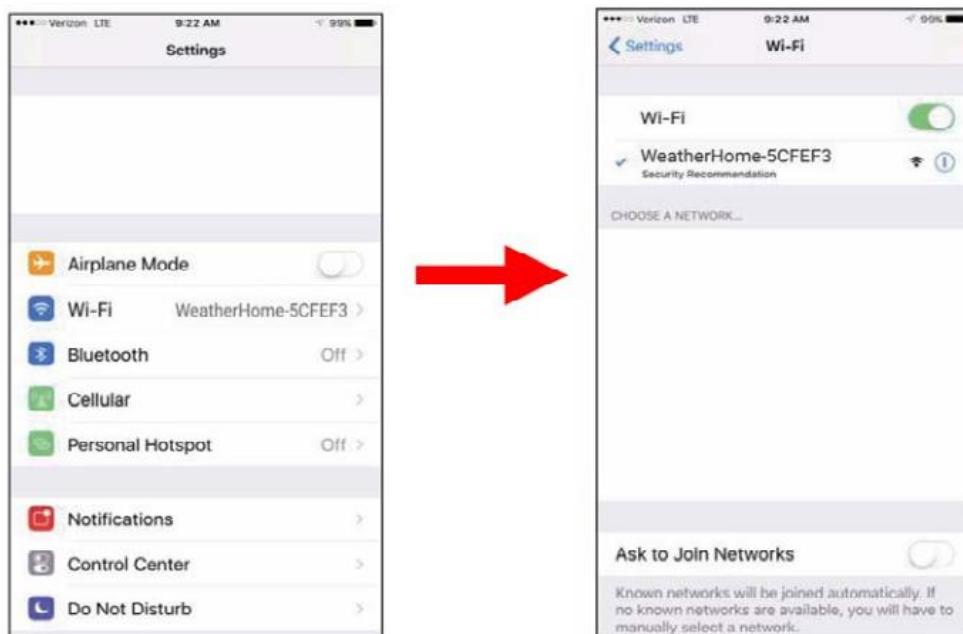 Verizon LTE 9:22 AM 99%
Settings
Airplane Mode
Wi-Fi WeatherHome-5CFEF3
Bluetooth Off
Cellular
Personal Hotspot Off
Notifications
Control Center
Do Not Disturb
Verizon LTE 9:22 AM 99%
Settings Wi-Fi
Wi-Fi
WeatherHome-5CFEF3
Security Recommendation
CHOOSE A NETWORK...
Ask to Join Networks
Known networks will be joined automatically. If
no known networks are available, you will have to
manually select a network.